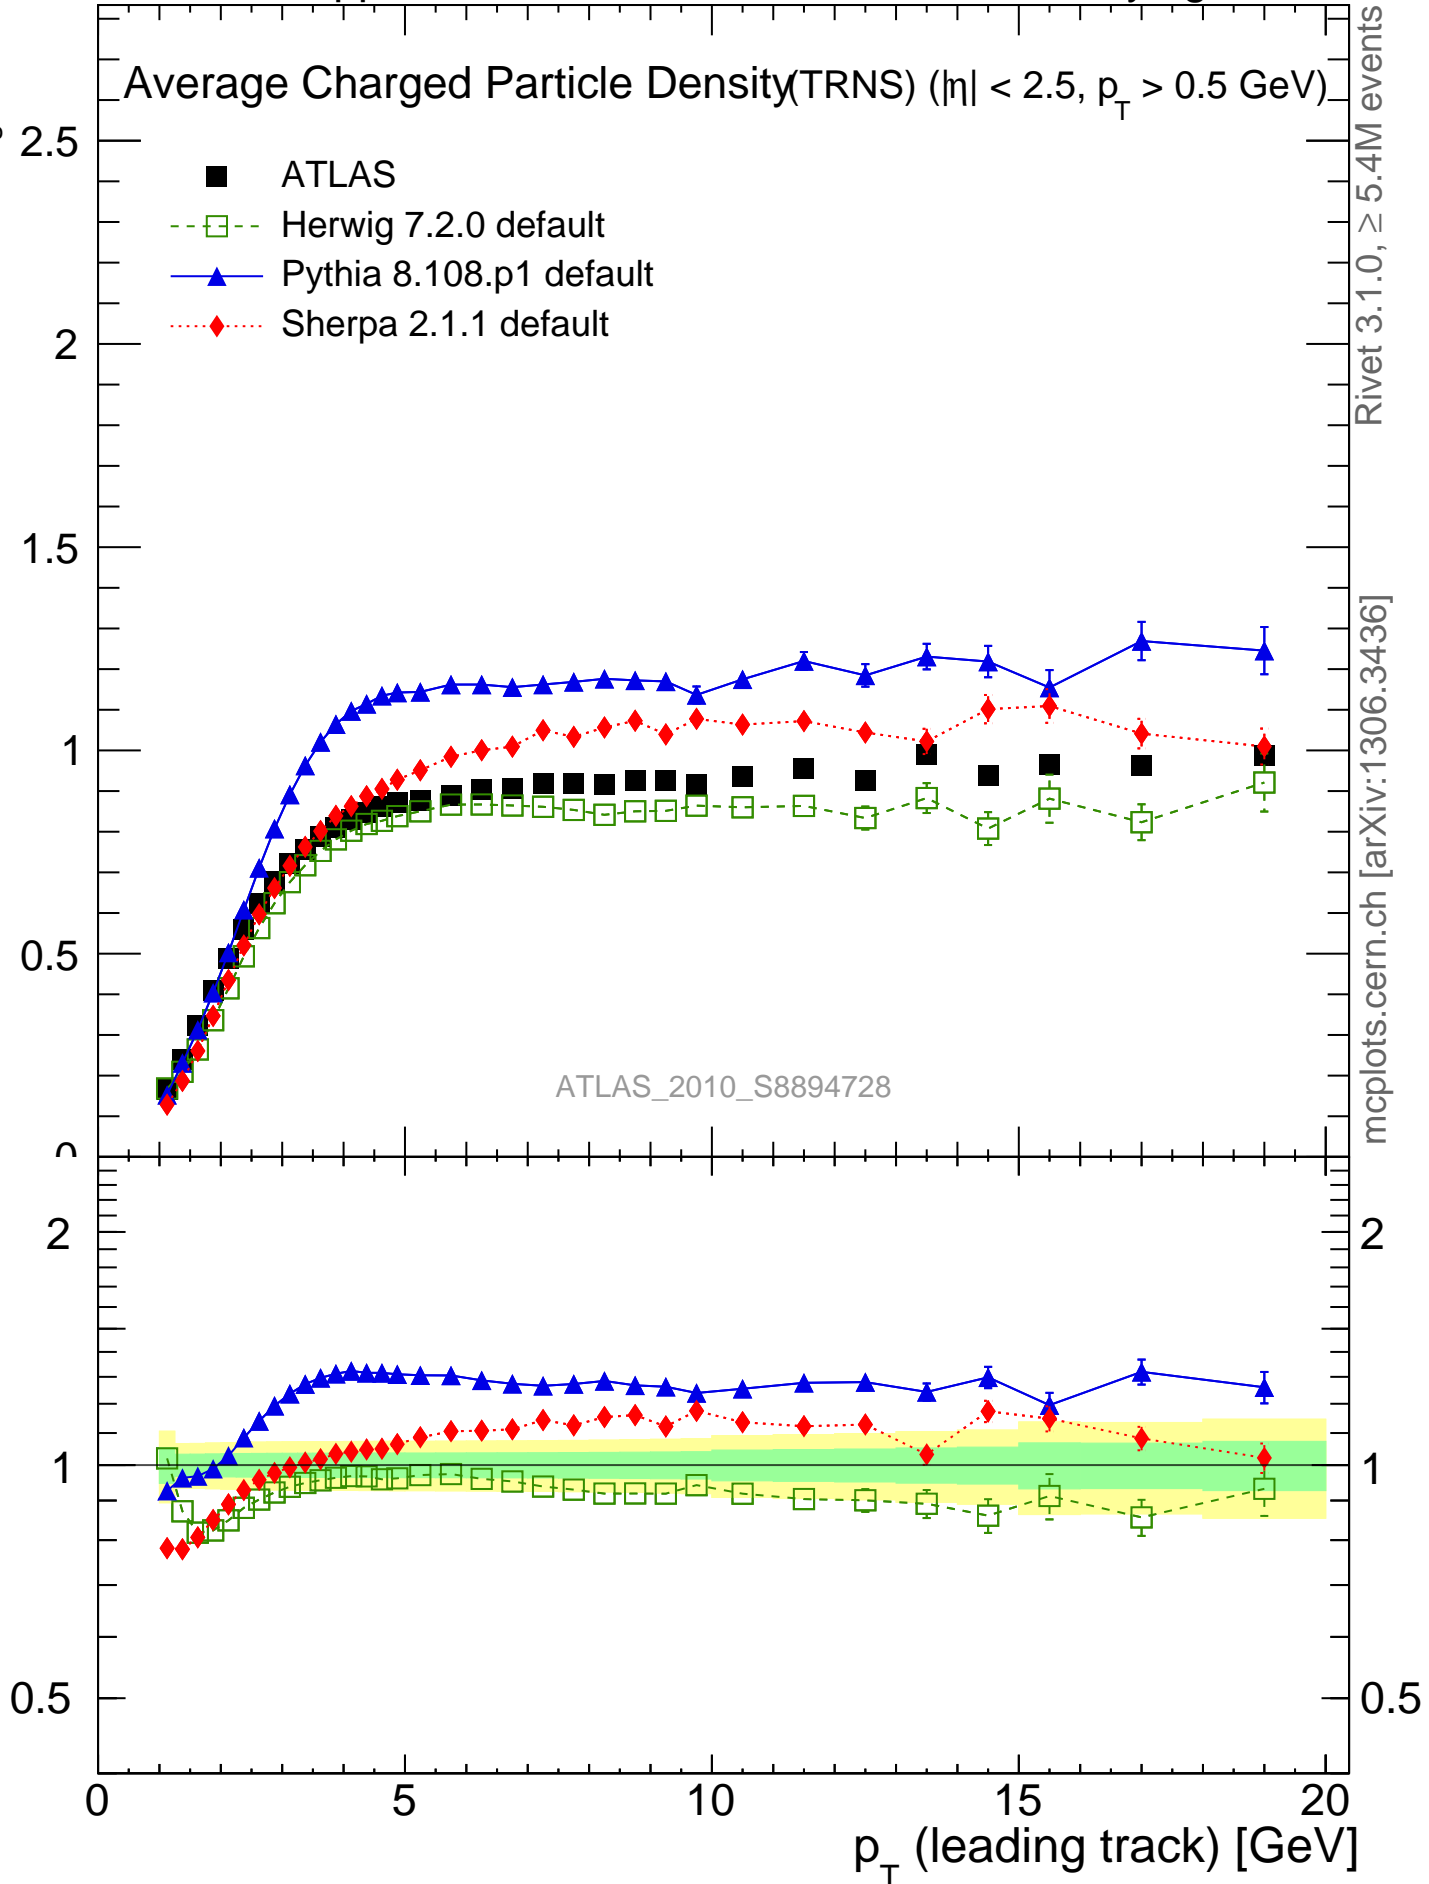 Average Charged Particle Density (TRNS) (|η| < 2.5, p_T > 0.5 GeV)
ATLAS
Herwig 7.2.0 default
Pythia 8.108.p1 default
Sherpa 2.1.1 default
2.5
2
1.5
1
0.5
0
ATLAS_2010_S8894728
Rivet 3.1.0, ≥ 5.4M events
mcplots.cern.ch [arXiv:1306.3436]
2 2
1 1
0.5 0.5
0 5 10 15 20
p_T (leading track) [GeV]